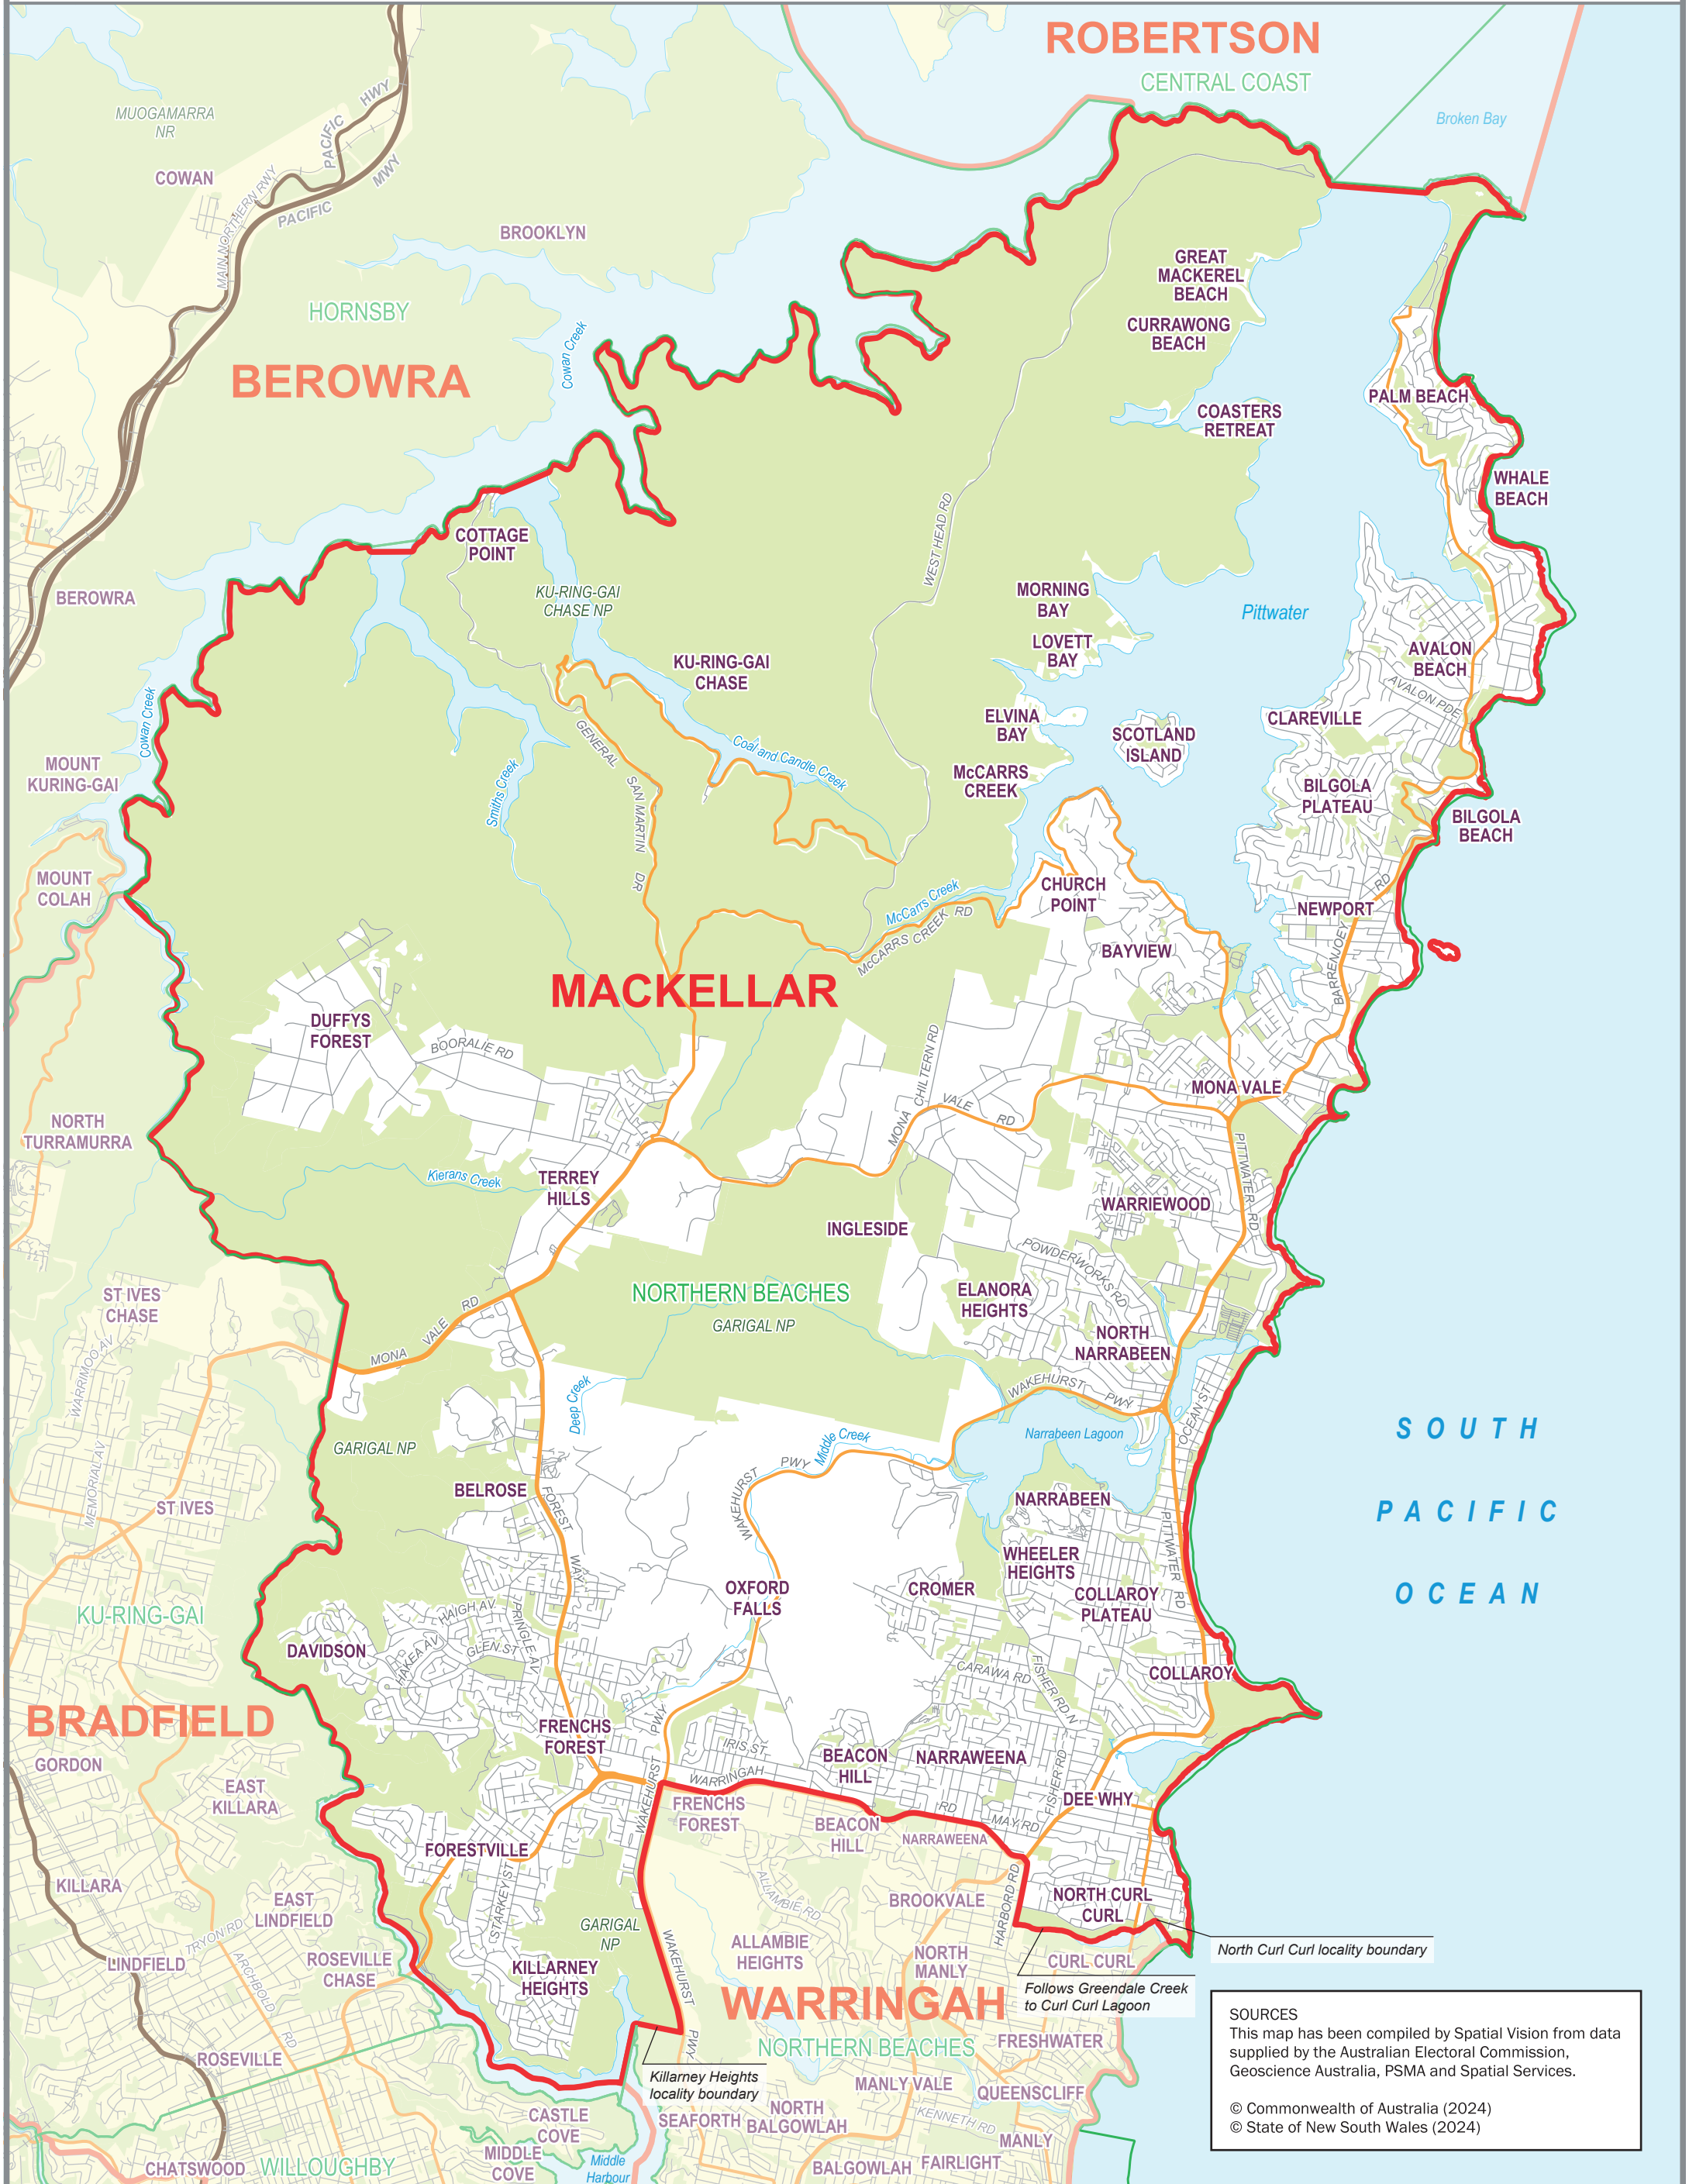 ROBERTSON
CENTRAL COAST
Broken Bay
MUOGAMARRA
NR
PACIFIC
HWY
COWAN
MAIN NORTHERN RWY
PACIFIC
MWY
BROOKLYN
HORNSBY
BEROWRA
Cowan Creek
GREAT
MACKEREL
BEACH
CURRAWONG
BEACH
COASTERS
RETREAT
PALM BEACH
WHALE
BEACH
COTTAGE
POINT
WEST HEAD RD
BEROWRA
KU-RING-GAI
CHASE NP
MORNING
BAY
Pittwater
LOVETT
BAY
KU-RING-GAI
CHASE
AVALON
BEACH
AVALON PDE
Cowan Creek
ELVINA
BAY
SCOTLAND
ISLAND
CLAREVILLE
GENERAL
SAN MARTIN
DR
Coal and Candle Creek
Smiths Creek
MOUNT
KURING-GAI
McCARRS
CREEK
BILGOLA
PLATEAU
BILGOLA
BEACH
MOUNT
COLAH
CHURCH
POINT
McCarrs Creek
McCARRS CREEK RD
NEWPORT
BARRENJOEY RD
BAYVIEW
MACKELLAR
DUFFYS
FOREST
BOORALIE RD
CHILTERN RD
MONA VALE RD
MONA VALE
NORTH
TURRAMURRA
Kierans Creek
TERREY
HILLS
PITTWATER RD
WARRIEWOOD
INGLESIDE
POWDERWORKS RD
NORTHERN BEACHES
GARIGAL NP
ELANORA
HEIGHTS
ST IVES
CHASE
MONA VALE RD
NORTH
NARRABEEN
WARRIMOO AV
WAKEHURST PWY
Deep Creek
OCEAN ST
GARIGAL NP
Middle Creek
Narrabeen Lagoon
SOUTH
PACIFIC
OCEAN
MEMORIAL AV
ST IVES
BELROSE
FOREST WAY
WAKEHURST PWY
NARRABEEN
PITTWATER RD
WHEELER
HEIGHTS
OXFORD
FALLS
CROMER
COLLAROY
PLATEAU
KU-RING-GAI
HAIGH AV
PRINGLE AV
HAKEA AV
GLEN ST
DAVIDSON
CARAWA RD
FISHER RD N
COLLAROY
BRADFIELD
FRENCHS
FOREST
WAKEHURST PWY
IRIS ST
BEACON
HILL
NARRAWEENA
GORDON
WARRINGAH RD
FISHER RD
DEE WHY
EAST
KILLARA
FRENCHS
FOREST
BEACON
HILL
NARRAWEENA
MAY RD
FORESTVILLE
STARKEY ST
KILLARA
ALLAMBIE RD
BROOKVALE
HARBORD RD
NORTH CURL
CURL
EAST
LINDFIELD
GARIGAL
NP
TRYON RD
LINDFIELD
ARCHBOLD RD
ROSEVILLE
CHASE
KILLARNEY
HEIGHTS
WAKEHURST PWY
ALLAMBIE
HEIGHTS
NORTH
MANLY
CURL CURL
North Curl Curl locality boundary
Follows Greendale Creek
to Curl Curl Lagoon
WARRINGAH
NORTHERN BEACHES
FRESHWATER
ROSEVILLE
Killarney Heights
locality boundary
MANLY VALE
QUEENSCLIFF
CASTLE
COVE
SEAFORTH
NORTH
BALGOWLAH
KENNETH RD
MANLY
CHATSWOOD
WILLOUGHBY
MIDDLE
COVE
Middle
Harbour
BALGOWLAH
FAIRLIGHT
SOURCES
This map has been compiled by Spatial Vision from data
supplied by the Australian Electoral Commission,
Geoscience Australia, PSMA and Spatial Services.
© Commonwealth of Australia (2024)
© State of New South Wales (2024)